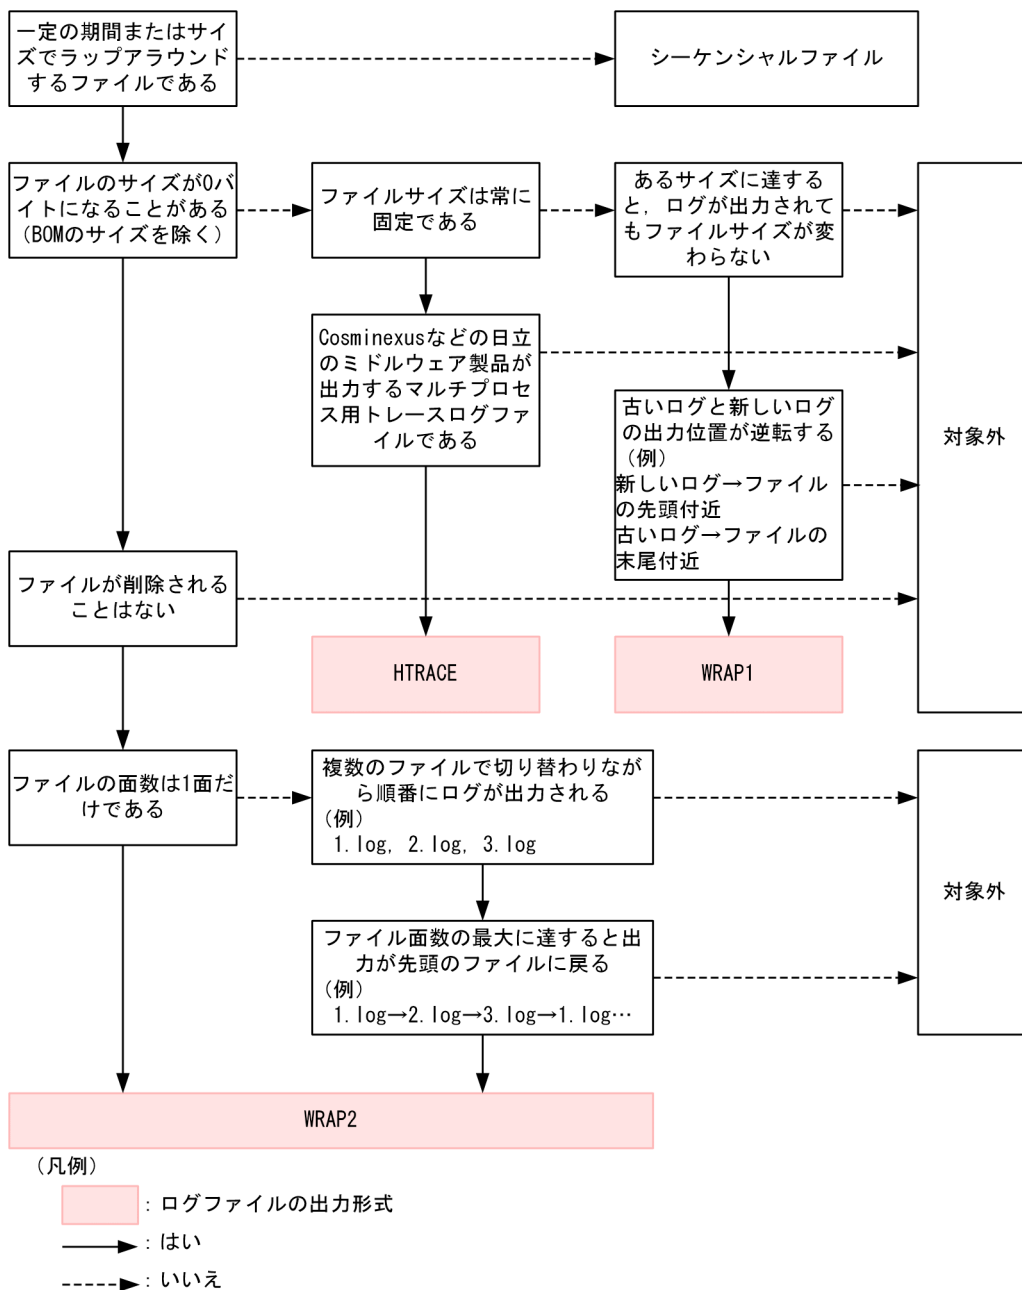 一定の期間またはサイ
ズでラップアラウンド
するファイルである
シーケンシャルファイル
ファイルのサイズが0バ
イトになることがある
（BOMのサイズを除く）
ファイルサイズは常に
固定である
あるサイズに達する
と，ログが出力されて
もファイルサイズが変
わらない
Cosminexusなどの日立
のミドルウェア製品が
出力するマルチプロセ
ス用トレースログファ
イルである
古いログと新しいログ
の出力位置が逆転する
（例）
新しいログ→ファイル
の先頭付近
古いログ→ファイルの
末尾付近
対象外
ファイルが削除される
ことはない
HTRACE
WRAP1
ファイルの面数は1面だ
けである
複数のファイルで切り替わりなが
ら順番にログが出力される
（例）
1.log, 2.log, 3.log
対象外
ファイル面数の最大に達すると出
力が先頭のファイルに戻る
（例）
1.log→2.log→3.log→1.log…
WRAP2
（凡例）
：ログファイルの出力形式
：はい
：いいえ